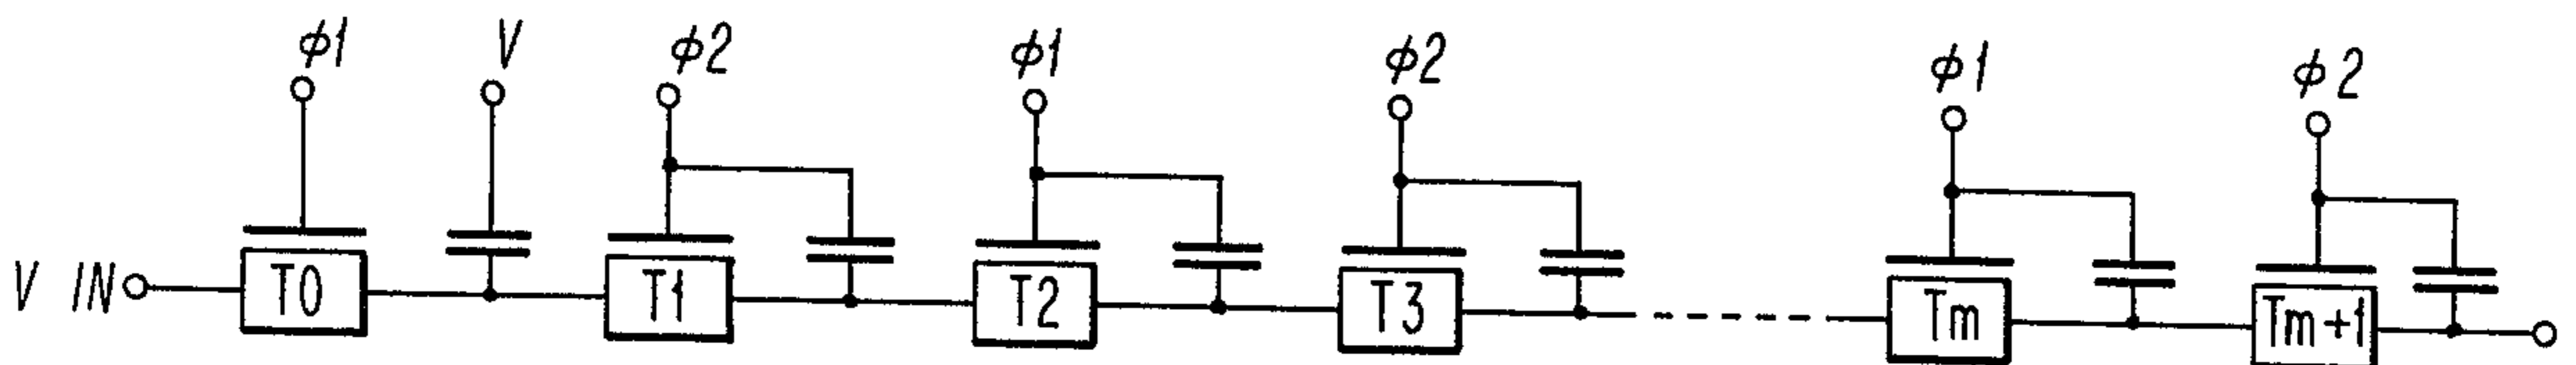 ϕ1 V ϕ2 ϕ1 ϕ2 ϕ1 ϕ2
V IN T0 T1 T2 T3 Tm Tm+1